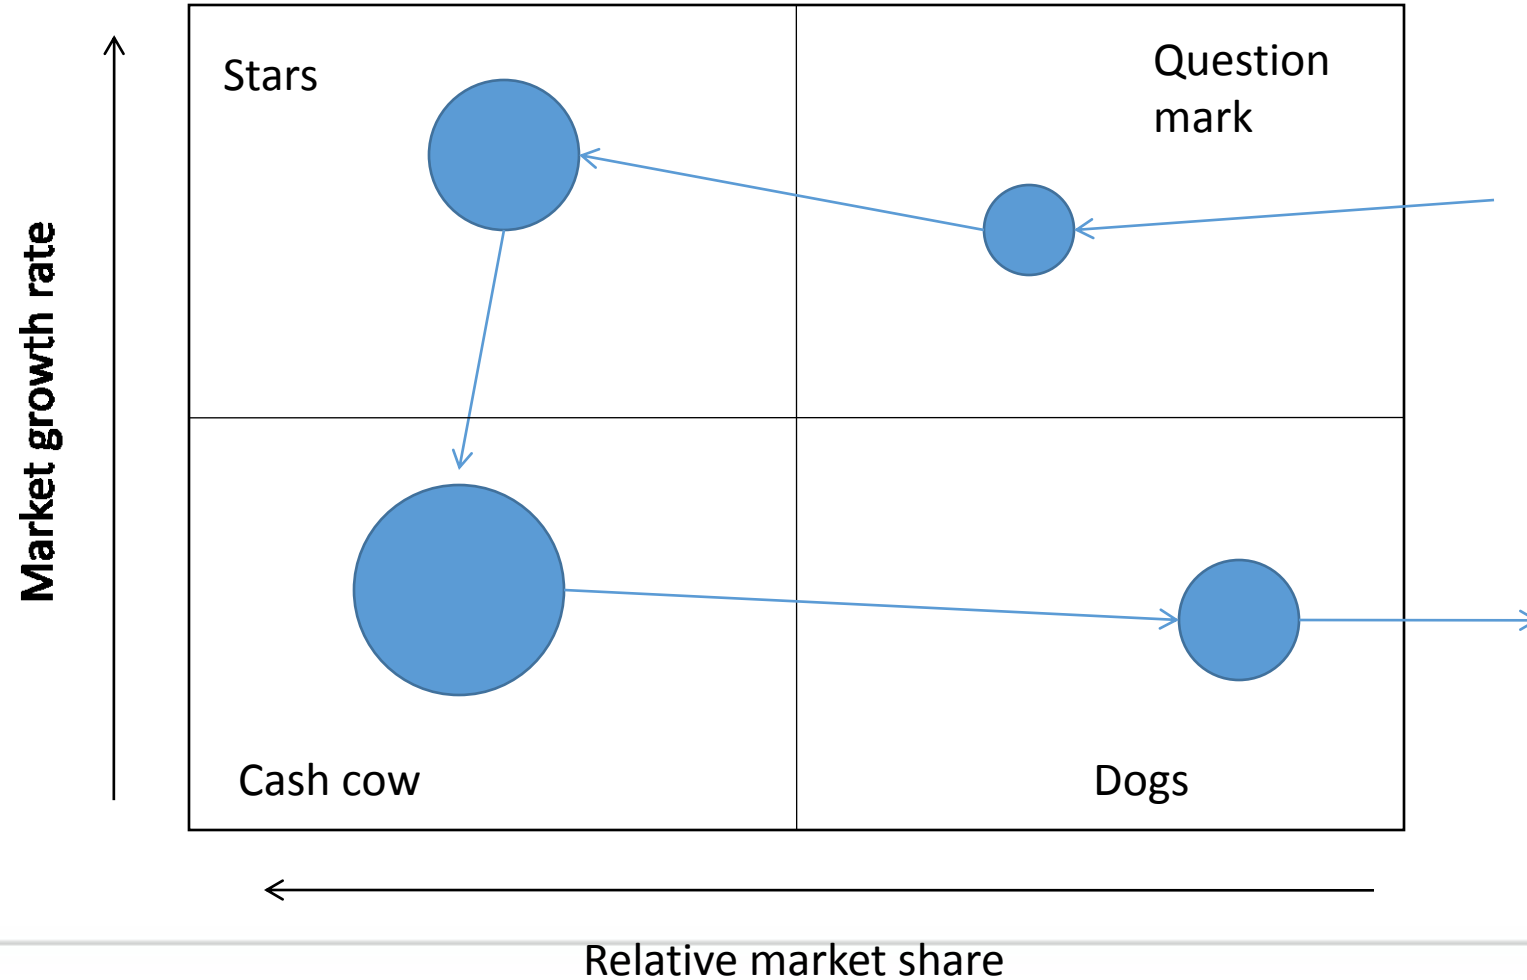 Stars
Question
mark
Market growth rate
Cash cow
Dogs
Relative market share